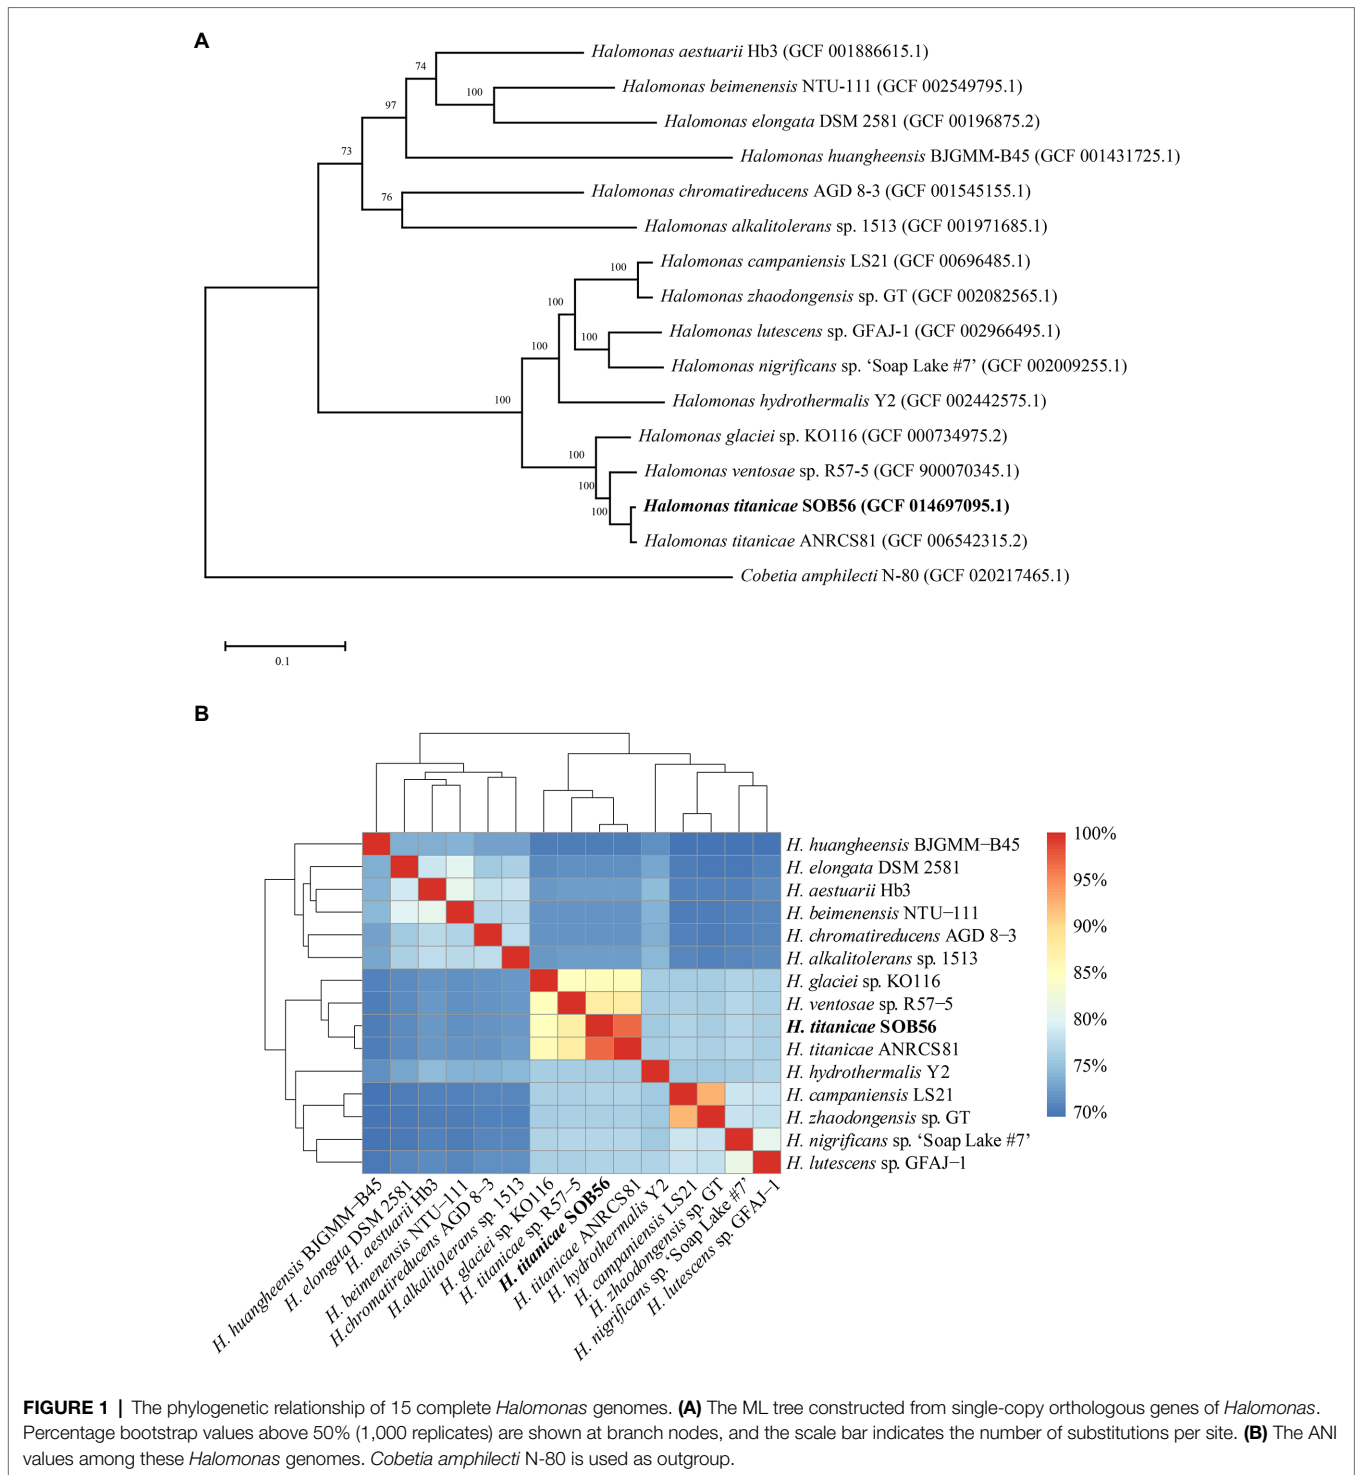 A
Halomonas aestuarii Hb3 (GCF 001886615.1)
74
Halomonas beimenensis NTU-111 (GCF 002549795.1)
100
97
Halomonas elongata DSM 2581 (GCF 00196875.2)
73
Halomonas huangheensis BJGMM-B45 (GCF 001431725.1)
Halomonas chromatireducens AGD 8-3 (GCF 001545155.1)
76
Halomonas alkalitolerans sp. 1513 (GCF 001971685.1)
Halomonas campaniensis LS21 (GCF 00696485.1)
100
Halomonas zhaodongensis sp. GT (GCF 002082565.1)
100
Halomonas lutescens sp. GFAJ-1 (GCF 002966495.1)
100
100
Halomonas nigrificans sp. ‘Soap Lake #7’ (GCF 002009255.1)
100
Halomonas hydrothermalis Y2 (GCF 002442575.1)
Halomonas glaciei sp. KO116 (GCF 000734975.2)
100
Halomonas ventosae sp. R57-5 (GCF 900070345.1)
100
Halomonas titanicae SOB56 (GCF 014697095.1)
100
Halomonas titanicae ANRCS81 (GCF 006542315.2)
Cobetia amphilecti N-80 (GCF 020217465.1)
0.1
B
H. huangheensis BJGMM−B45
H. elongata DSM 2581
H. aestuarii Hb3
H. beimenensis NTU−111
H. chromatireducens AGD 8−3
H. alkalitolerans sp. 1513
H. glaciei sp. KO116
H. ventosae sp. R57−5
H. titanicae SOB56
H. titanicae ANRCS81
H. hydrothermalis Y2
H. campaniensis LS21
H. zhaodongensis sp. GT
H. nigrificans sp. ‘Soap Lake #7’
H. lutescens sp. GFAJ−1
100%
95%
90%
85%
80%
75%
70%
H. huangheensis BJGMM−B45
H. elongata DSM 2581
H. aestuarii Hb3
H. beimenensis NTU−111
H.chromatireducens AGD 8−3
H.alkalitolerans sp. 1513
H. glaciei sp. KO116
H. titanicae sp. R57−5
H. titanicae SOB56
H. titanicae ANRCS81
H. hydrothermalis Y2
H. campaniensis LS21
H. zhaodongensis sp. GT
H. nigrificans sp. ‘Soap Lake #7’
H. lutescens sp. GFAJ−1
FIGURE 1 | The phylogenetic relationship of 15 complete Halomonas genomes. (A) The ML tree constructed from single-copy orthologous genes of Halomonas.
Percentage bootstrap values above 50% (1,000 replicates) are shown at branch nodes, and the scale bar indicates the number of substitutions per site. (B) The ANI
values among these Halomonas genomes. Cobetia amphilecti N-80 is used as outgroup.